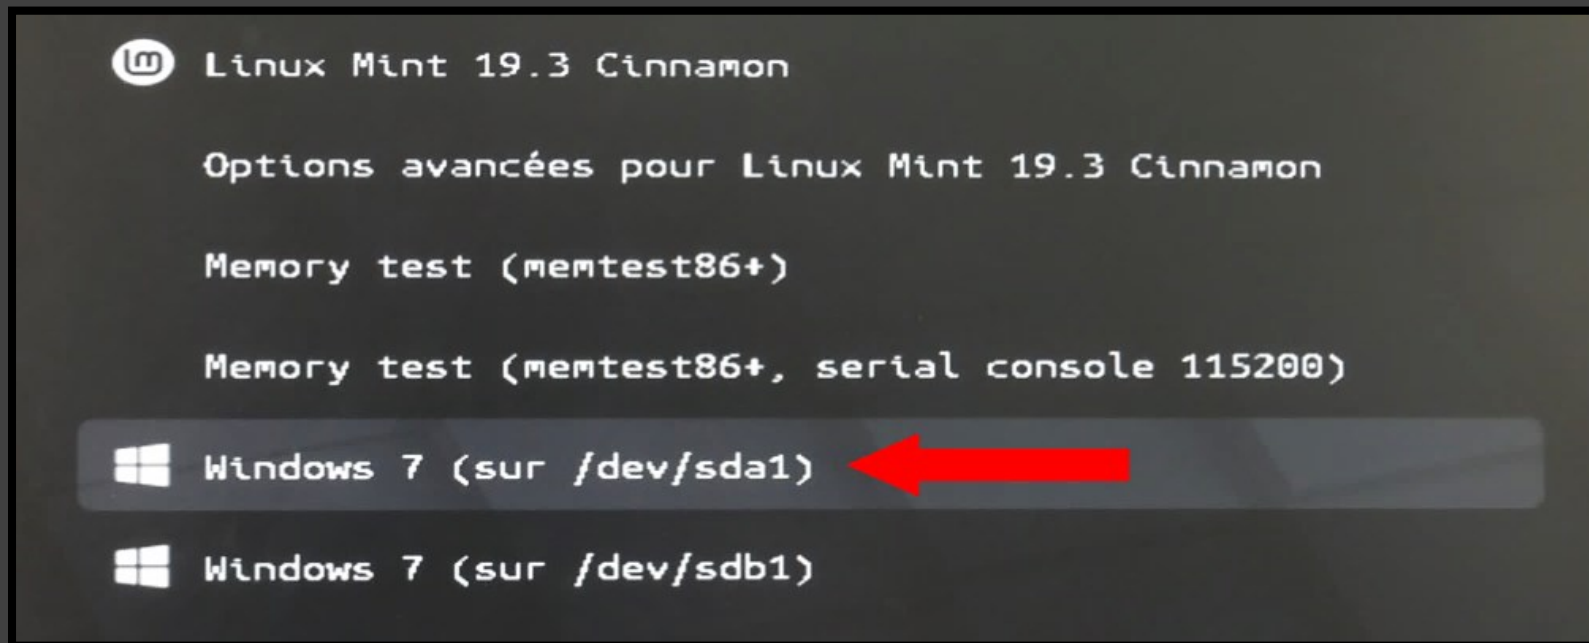 Linux Mint 19.3 Cinnamon
Options avancées pour Linux Mint 19.3 Cinnamon
Memory test (memtest86+)
Memory test (memtest86+, serial console 115200)
Windows 7 (sur /dev/sda1)
Windows 7 (sur /dev/sdb1)